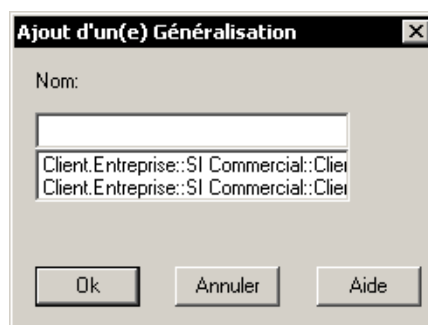 Ajout d'un(e) Généralisation
Nom:
Client.Entreprise::SI Commercial::Clier
Client.Entreprise::SI Commercial::Clier
Ok Annuler Aide